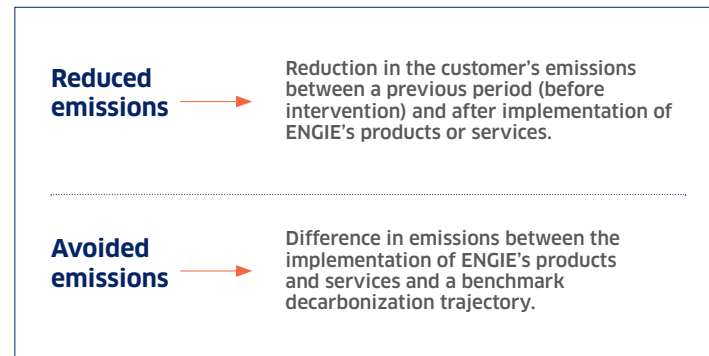 Reduced
emissions
Reduction in the customer’s emissions
between a previous period (before
intervention) and after implementation of
ENGIE’s products or services.
Avoided
emissions
Difference in emissions between the
implementation of ENGIE’s products
and services and a benchmark
decarbonization trajectory.